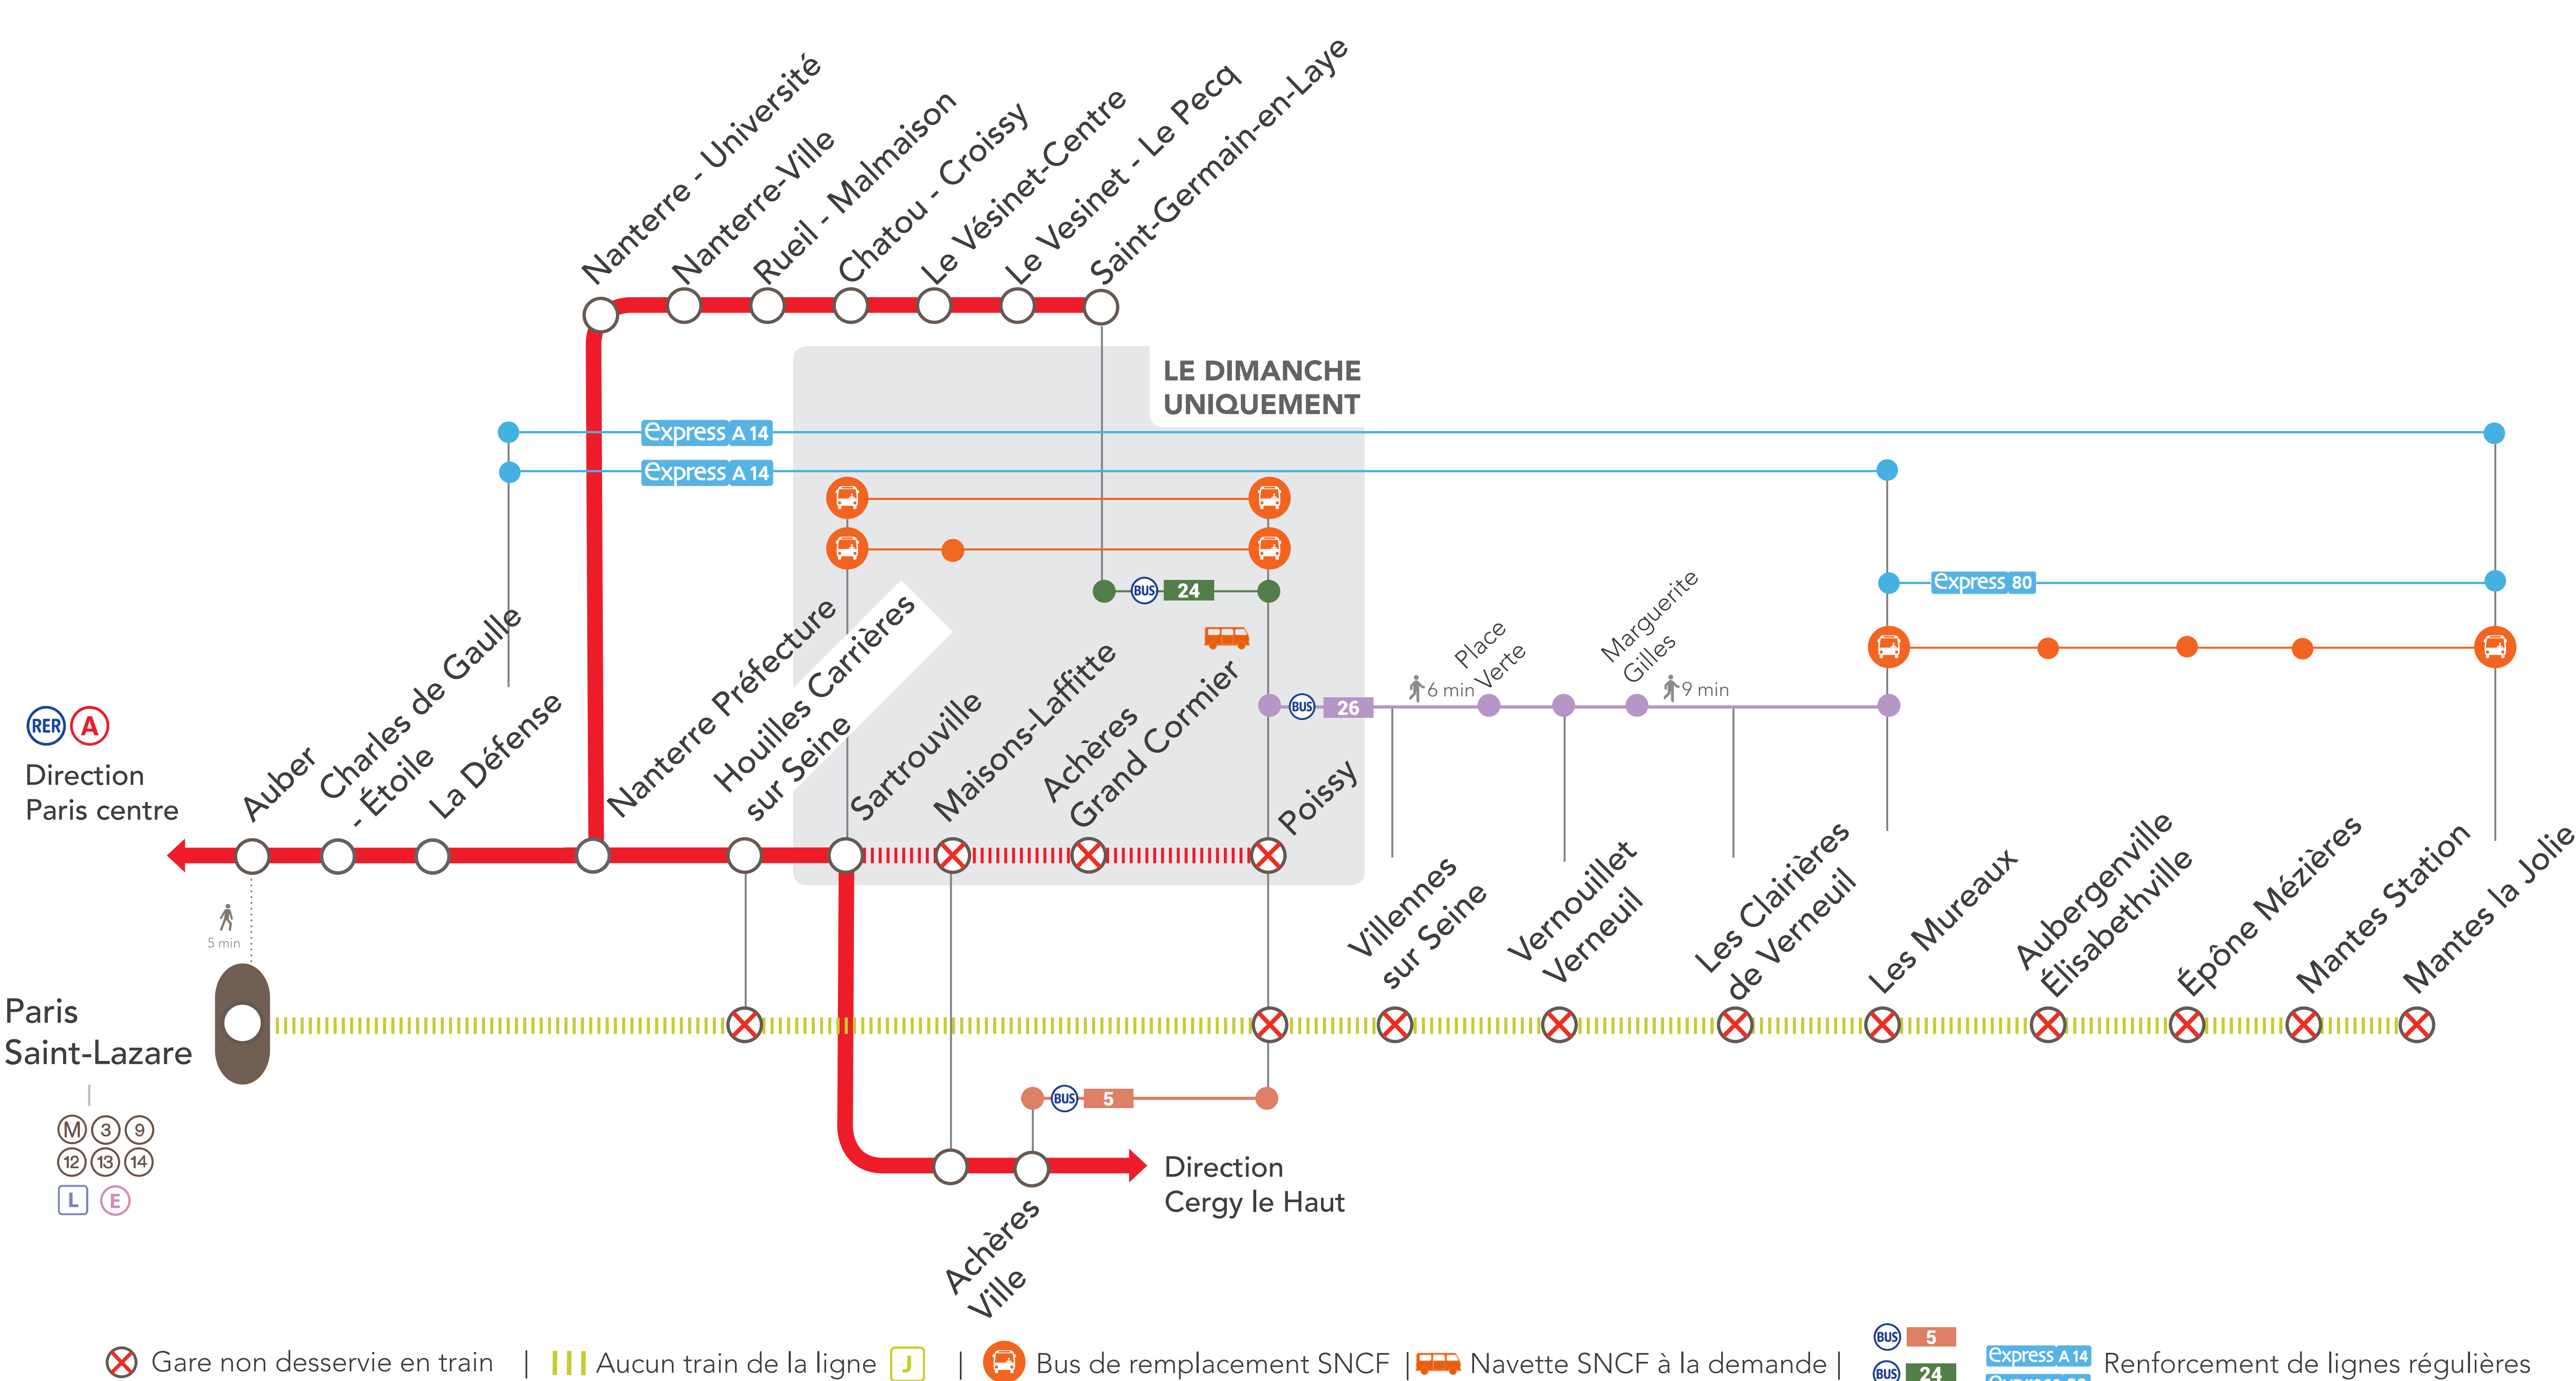 Nanterre - Université
Nanterre-Ville
Rueil - Malmaison
Chatou - Croissy
Le Vésinet-Centre
Le Vesinet - Le Pecq
Saint-Germain-en-Laye
LE DIMANCHE
UNIQUEMENT
express A 14
express A 14
BUS 24
express 80
BUS 26
6 min
Place
Verte
Marguerite
Gilles
9 min
RER A
Direction
Paris centre
Auber
Charles de Gaulle
- Étoile
La Défense
Nanterre Préfecture
Houilles Carrières
sur Seine
Sartrouville
Maisons-Laffitte
Achères
Grand Cormier
Poissy
5 min
Villennes
sur Seine
Vernouillet
Verneuil
Les Clairières
de Verneuil
Les Mureaux
Aubergenville
Élisabethville
Épône Mézières
Mantes Station
Mantes la Jolie
Paris
Saint-Lazare
M 3 9
12 13 14
L E
BUS 5
Direction
Cergy le Haut
Achères
Ville
Gare non desservie en train | Aucun train de la ligne J | Bus de remplacement SNCF | Navette SNCF à la demande |
BUS 5
BUS 24
express A 14
Renforcement de lignes régulières